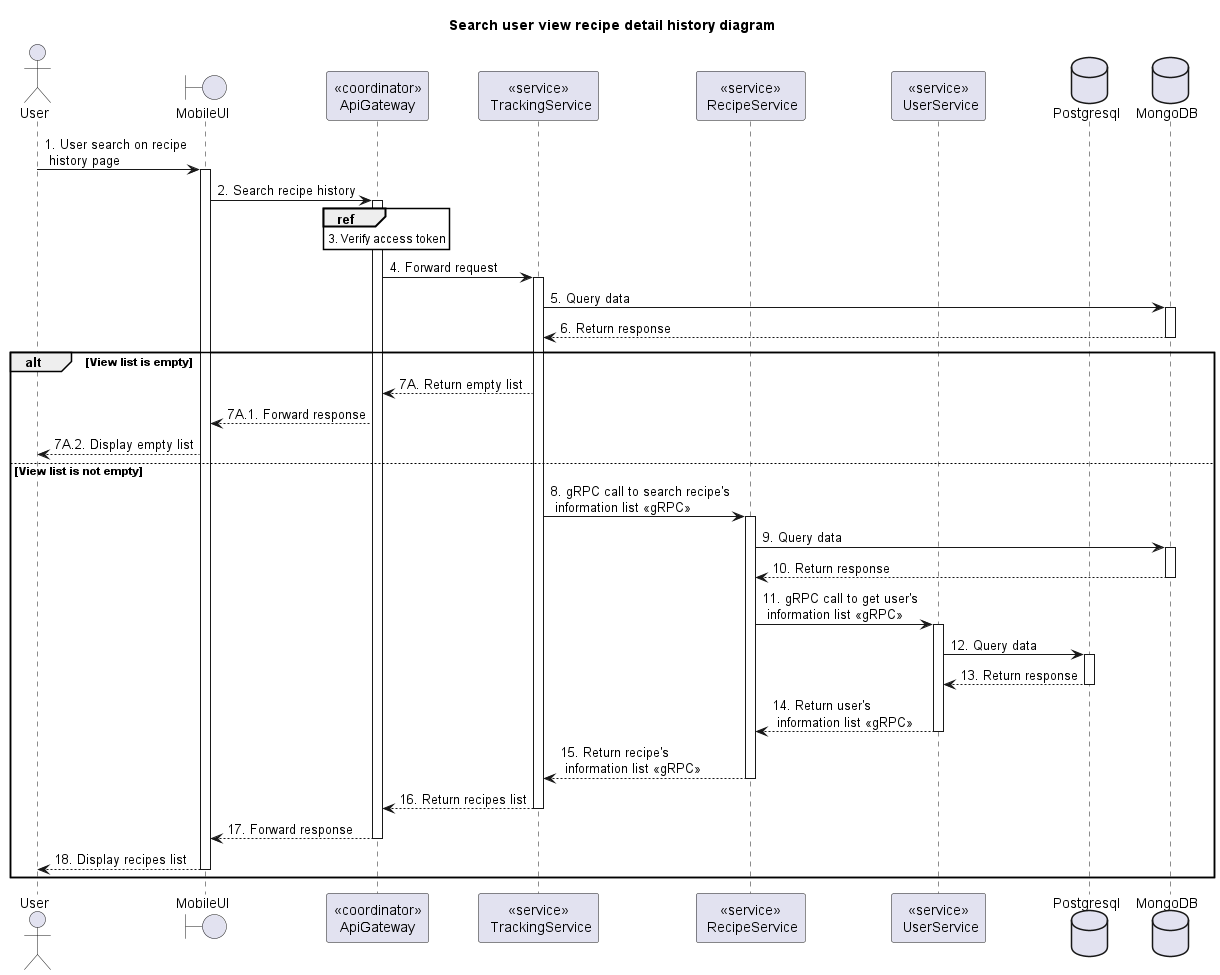 Search user view recipe detail history diagram
User
MobileUI
«coordinator»
ApiGateway
«service»
TrackingService
«service»
RecipeService
«service»
UserService
Postgresql
MongoDB
1. User search on recipe
history page
2. Search recipe history
ref
3. Verify access token
4. Forward request
5. Query data
6. Return response
alt
[View list is empty]
7A. Return empty list
7A.1. Forward response
7A.2. Display empty list
[View list is not empty]
8. gRPC call to search recipe's
information list «gRPC»
9. Query data
10. Return response
11. gRPC call to get user's
information list «gRPC»
12. Query data
13. Return response
14. Return user's
information list «gRPC»
15. Return recipe's
information list «gRPC»
16. Return recipes list
17. Forward response
18. Display recipes list
User
MobileUI
«coordinator»
ApiGateway
«service»
TrackingService
«service»
RecipeService
«service»
UserService
Postgresql
MongoDB